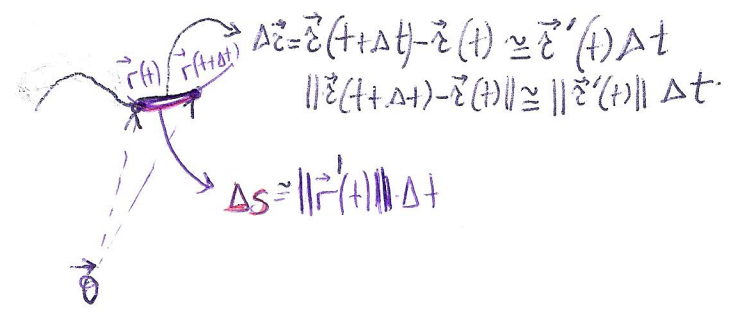 Δr⃗ = r⃗(t+Δt) - r⃗(t) ≅ r⃗'(t) Δt
||r⃗(t+Δt) - r⃗(t)|| ≅ ||r⃗'(t)|| Δt.
r⃗(t) r⃗(t+Δt)
Δs ≅ ||r⃗'(t)||·Δt
0⃗